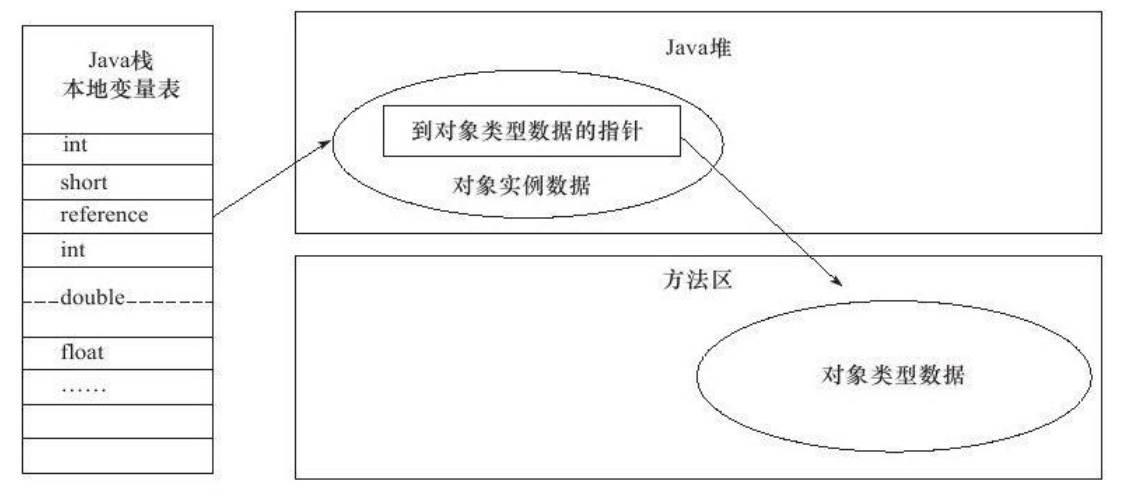 Java栈
本地变量表
int
short
reference
int
double
float
……
Java堆
到对象类型数据的指针
对象实例数据
方法区
对象类型数据